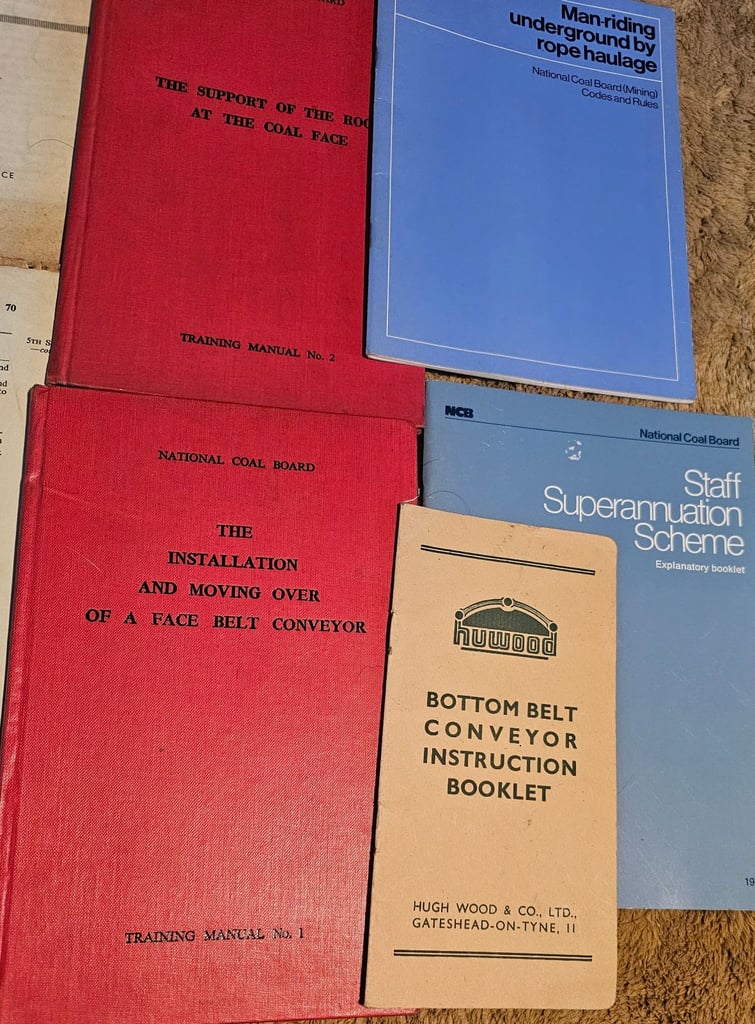 THE SUPPORT OF THE
AT THE COAL FACE
TRAINING MANUAL No. 2
Man-riding
underground by
rope haulage
National Coal Board (Mining)
Codes and Rules
CE
70
5TH
NATIONAL COAL BOARD
THE
INSTALLATION
AND MOVING OVER
OF A FACE BELT CONVEYOR
TRAINING MANUAL No. 1
NCB
National Coal Board
Staff
Superannuation
Scheme
Explanatory booklet
19
huwood
BOTTOM BELT
CONVEYOR
INSTRUCTION
BOOKLET
HUGH WOOD & CO., LTD.,
GATESHEAD-ON-TYNE, 11